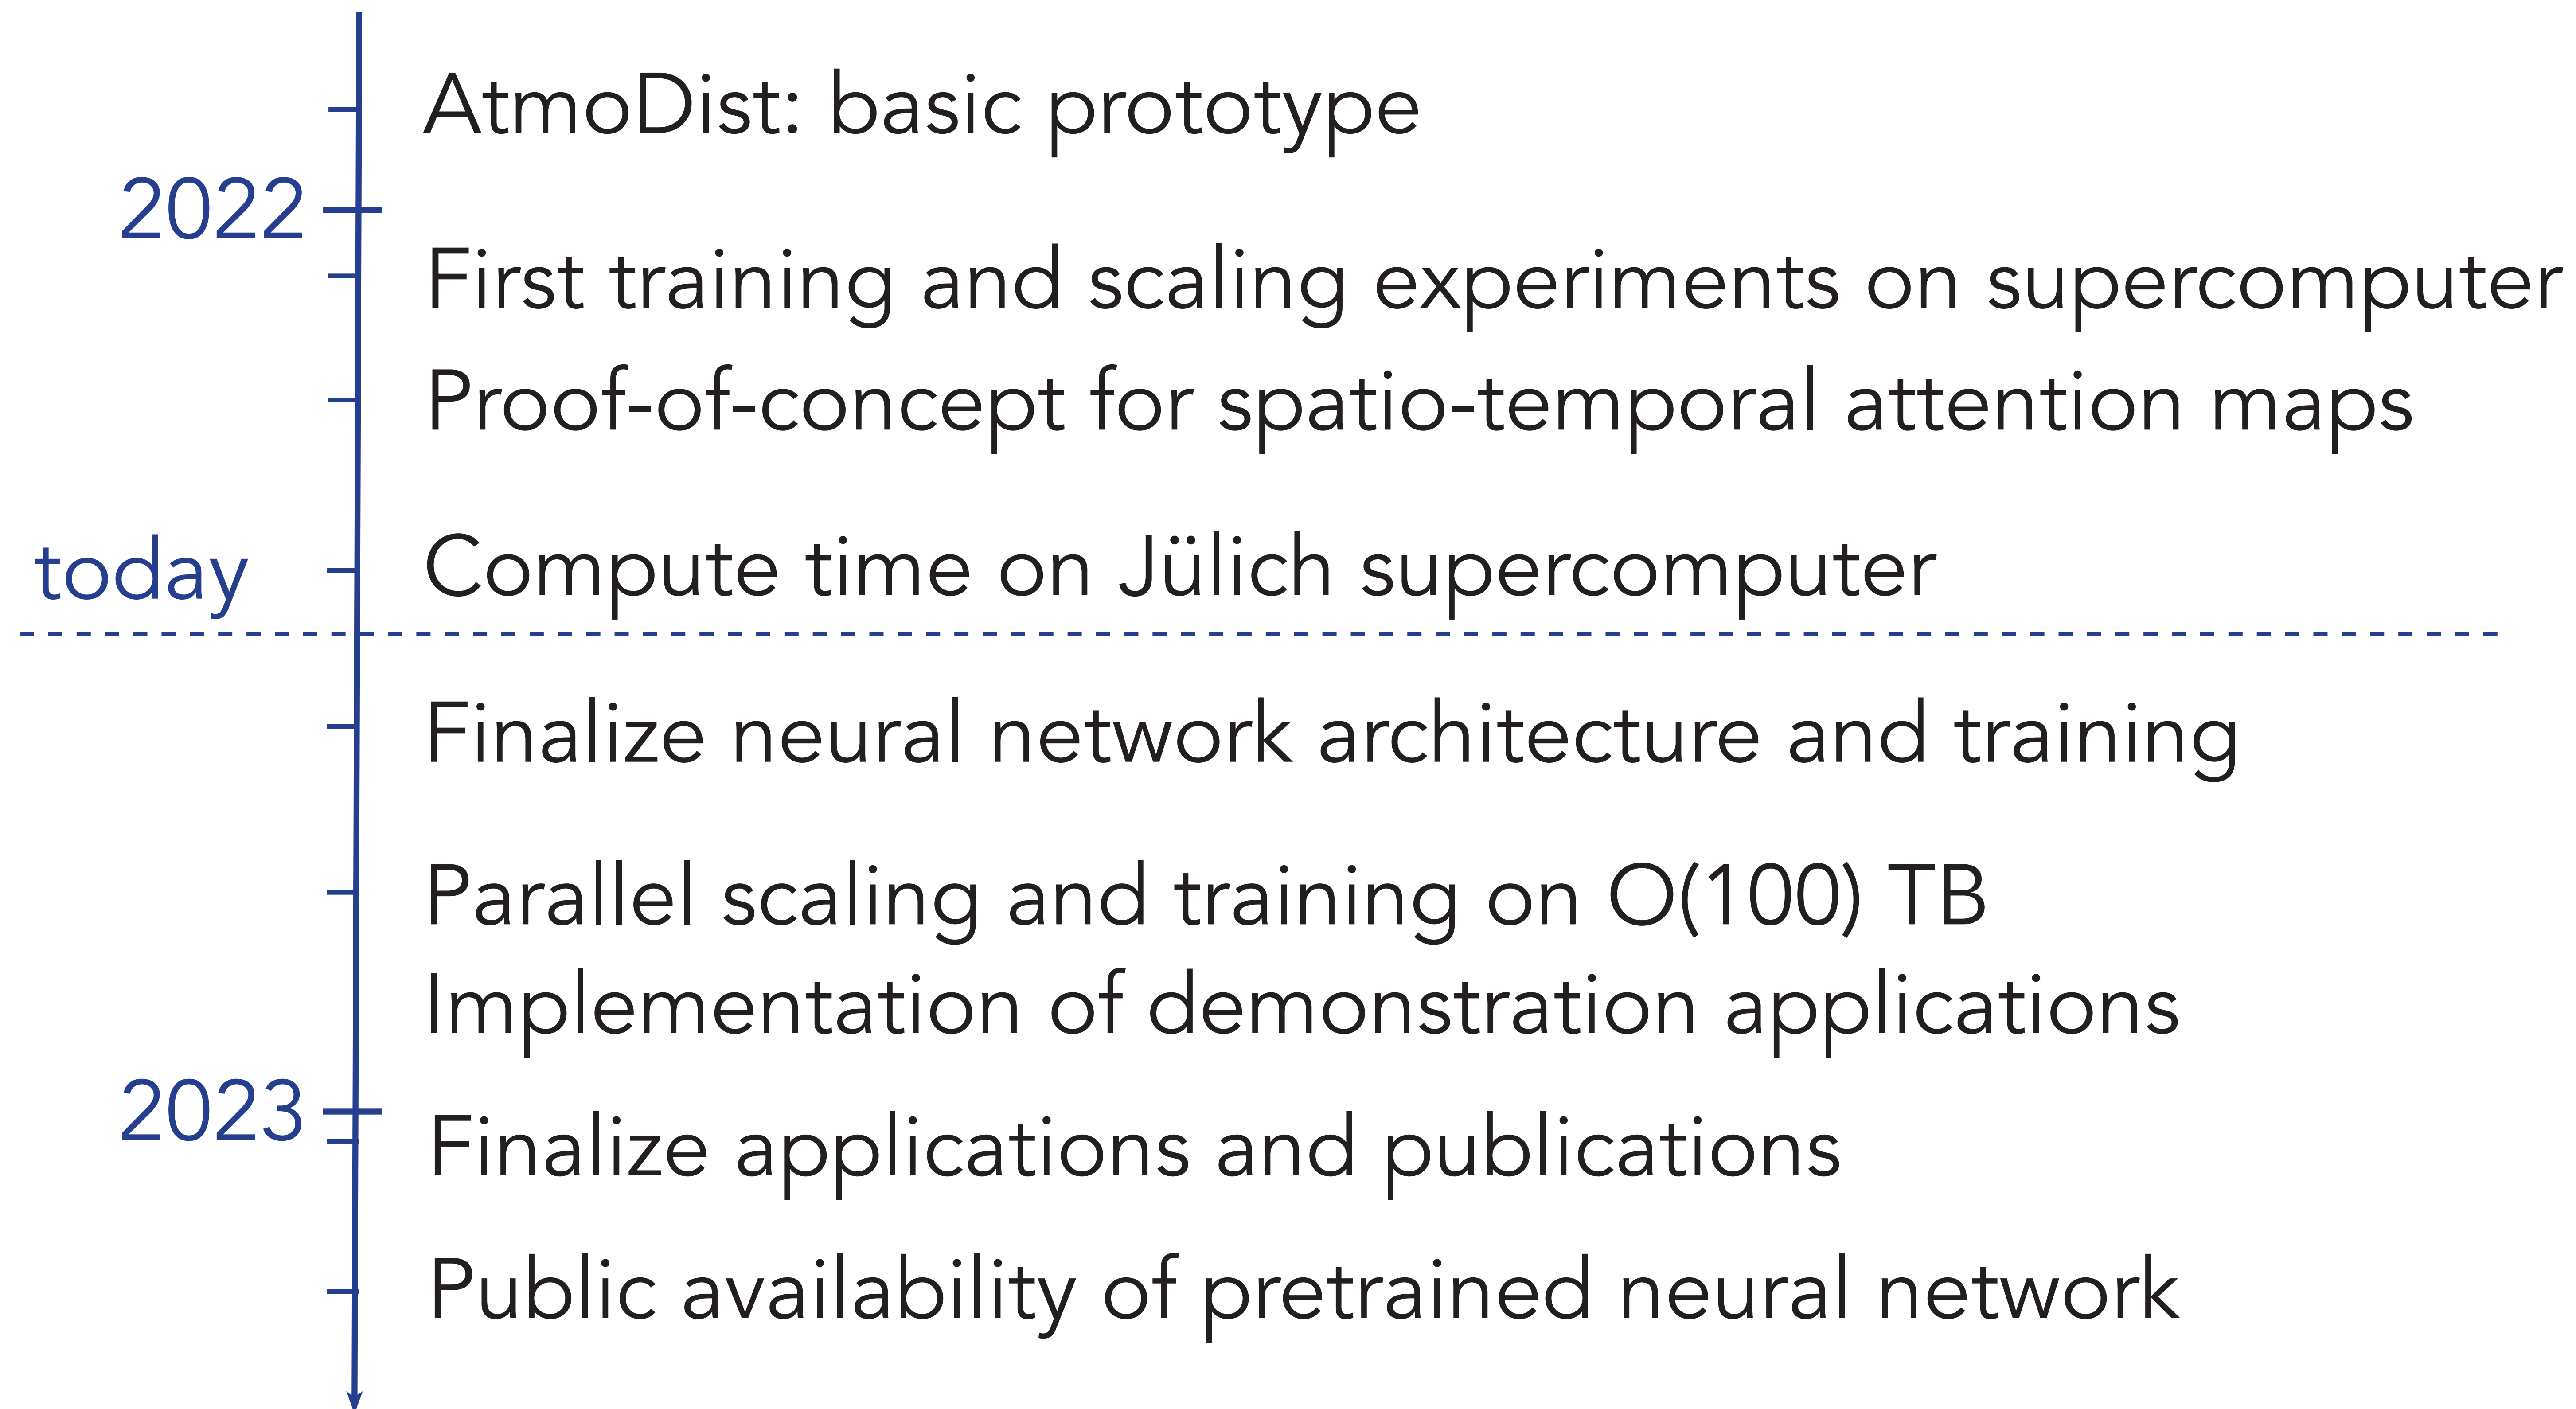 AtmoDist: basic prototype
2022
First training and scaling experiments on supercomputer
Proof-of-concept for spatio-temporal attention maps
today
Compute time on Jülich supercomputer
Finalize neural network architecture and training
Parallel scaling and training on O(100) TB
Implementation of demonstration applications
2023
Finalize applications and publications
Public availability of pretrained neural network